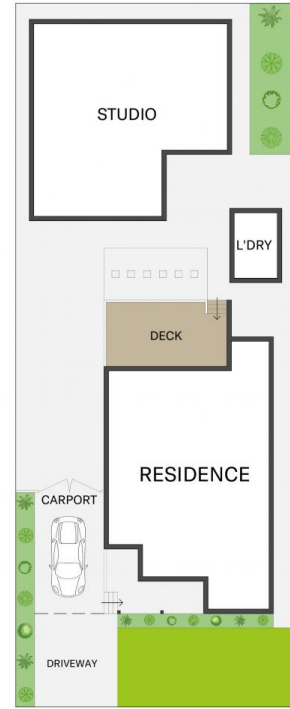 STUDIO
L'DRY
DECK
RESIDENCE
CARPORT
DRIVEWAY